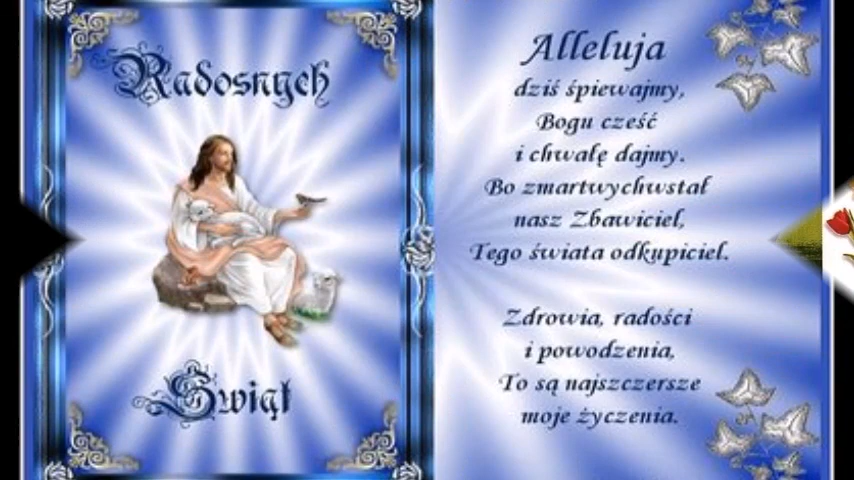 Radosnych
Świąt
Alleluja
dziś śpiewajmy,
Bogu cześć
i chwałę dajmy.
Bo zmartwychwstał
nasz Zbawiciel,
Tego świata odkupiciel.
Zdrowia, radości
i powodzenia,
To są najszczersze
moje życzenia.